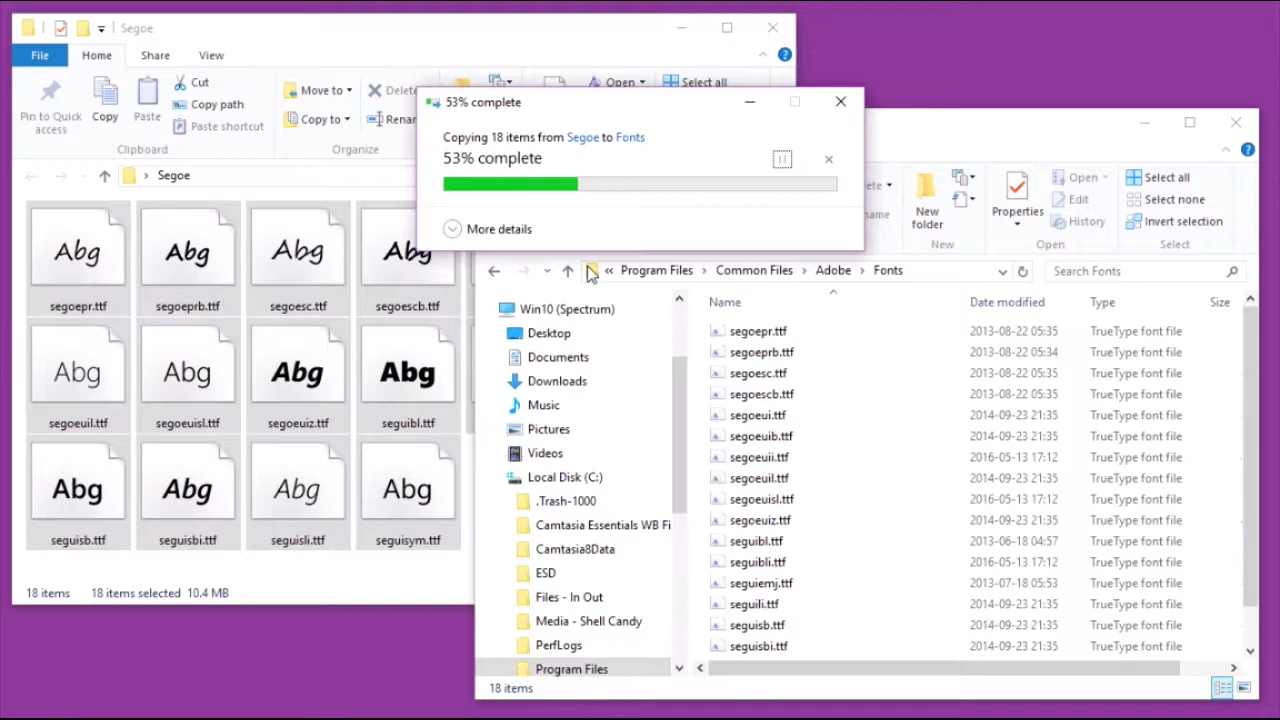 Segoe
File Home Share View
Pin to Quick access
Copy
Paste
Cut
Copy path
Paste shortcut
Clipboard
Move to
Copy to
Organize
Open
Select all
Segoe
Abg Abg Abg Abg
segoepr.ttf segoeprb.ttf segoesc.ttf segoescb.ttf
Abg Abg Abg Abg
segoeuil.ttf segoeuisl.ttf segoeuiz.ttf seguibl.ttf
Abg Abg Abg Abg
seguisb.ttf seguisbi.ttf seguisli.ttf seguisym.ttf
18 items 18 items selected 10.4 MB
53% complete
Copying 18 items from Segoe to Fonts
53% complete
More details
New folder
New
Properties
Open
Edit
History
Open
Select all
Select none
Invert selection
Select
« Program Files › Common Files › Adobe › Fonts
Search Fonts
Win10 (Spectrum)
Desktop
Documents
Downloads
Music
Pictures
Videos
Local Disk (C:)
.Trash-1000
Camtasia Essentials WB Fi
Camtasia8Data
ESD
Files - In Out
Media - Shell Candy
PerfLogs
Program Files
Name Date modified Type Size
segoepr.ttf 2013-08-22 05:35 TrueType font file
segoeprb.ttf 2013-08-22 05:34 TrueType font file
segoesc.ttf 2013-08-22 05:35 TrueType font file
segoescb.ttf 2013-08-22 05:35 TrueType font file
segoeui.ttf 2014-09-23 21:35 TrueType font file
segoeuib.ttf 2014-09-23 21:35 TrueType font file
segoeuii.ttf 2016-05-13 17:12 TrueType font file
segoeuil.ttf 2014-09-23 21:35 TrueType font file
segoeuisl.ttf 2016-05-13 17:12 TrueType font file
segoeuiz.ttf 2014-09-23 21:35 TrueType font file
seguibl.ttf 2013-06-18 04:57 TrueType font file
seguibli.ttf 2016-05-13 17:12 TrueType font file
seguiemj.ttf 2013-07-18 05:53 TrueType font file
seguili.ttf 2014-09-23 21:35 TrueType font file
seguisb.ttf 2014-09-23 21:35 TrueType font file
seguisbi.ttf 2014-09-23 21:35 TrueType font file
18 items